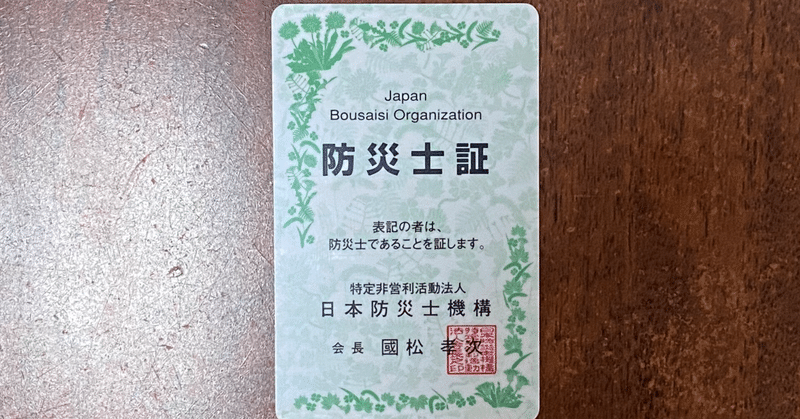 Japan
Bousaisi Organization
防災士証
表記の者は、
防災士であることを証します。
特定非営利活動法人
日本防災士機構
会長 國松 孝次